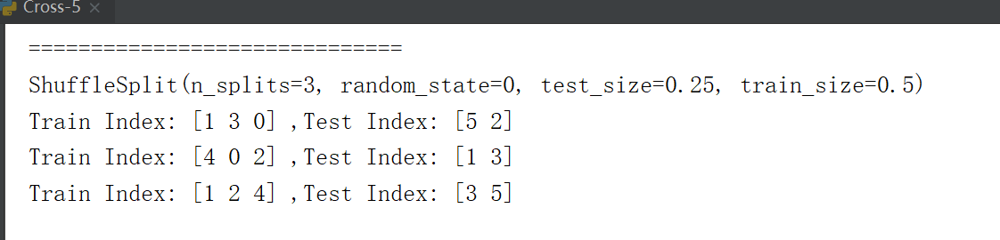 Cross-5 ×
==============================
ShuffleSplit(n_splits=3, random_state=0, test_size=0.25, train_size=0.5)
Train Index: [1 3 0] ,Test Index: [5 2]
Train Index: [4 0 2] ,Test Index: [1 3]
Train Index: [1 2 4] ,Test Index: [3 5]